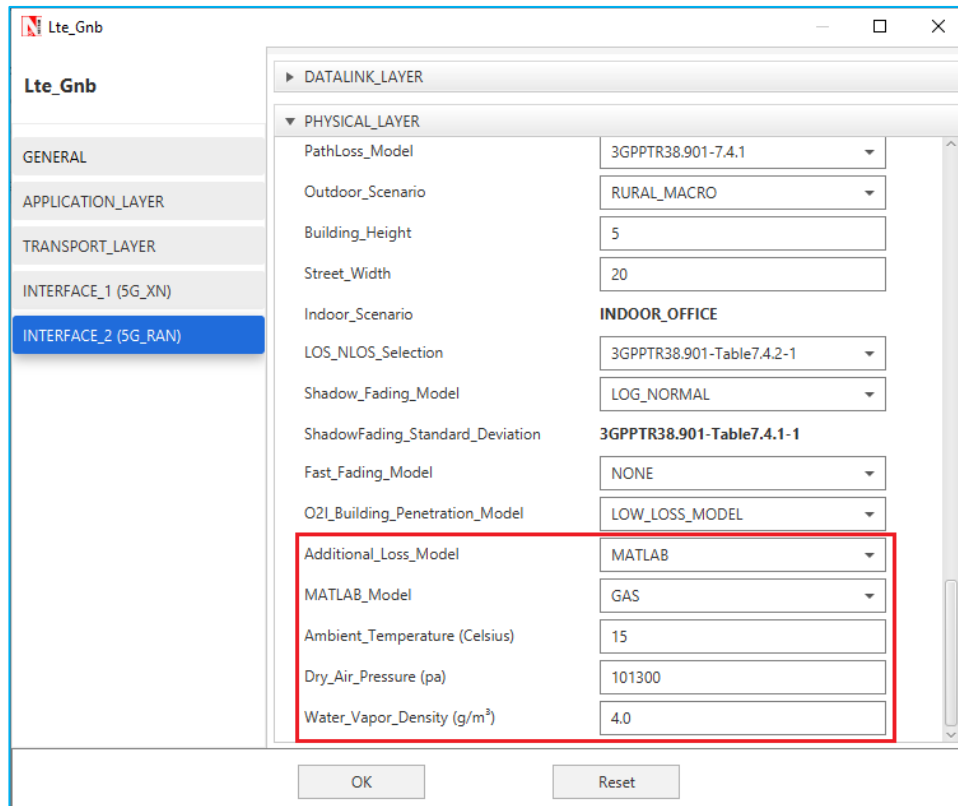 Lte_Gnb
Lte_Gnb
GENERAL
APPLICATION_LAYER
TRANSPORT_LAYER
INTERFACE_1 (5G_XN)
INTERFACE_2 (5G_RAN)
DATALINK_LAYER
PHYSICAL_LAYER
PathLoss_Model 3GPPTR38.901-7.4.1
Outdoor_Scenario RURAL_MACRO
Building_Height 5
Street_Width 20
Indoor_Scenario INDOOR_OFFICE
LOS_NLOS_Selection 3GPPTR38.901-Table7.4.2-1
Shadow_Fading_Model LOG_NORMAL
ShadowFading_Standard_Deviation 3GPPTR38.901-Table7.4.1-1
Fast_Fading_Model NONE
O2I_Building_Penetration_Model LOW_LOSS_MODEL
Additional_Loss_Model MATLAB
MATLAB_Model GAS
Ambient_Temperature (Celsius) 15
Dry_Air_Pressure (pa) 101300
Water_Vapor_Density (g/m³) 4.0
OK Reset